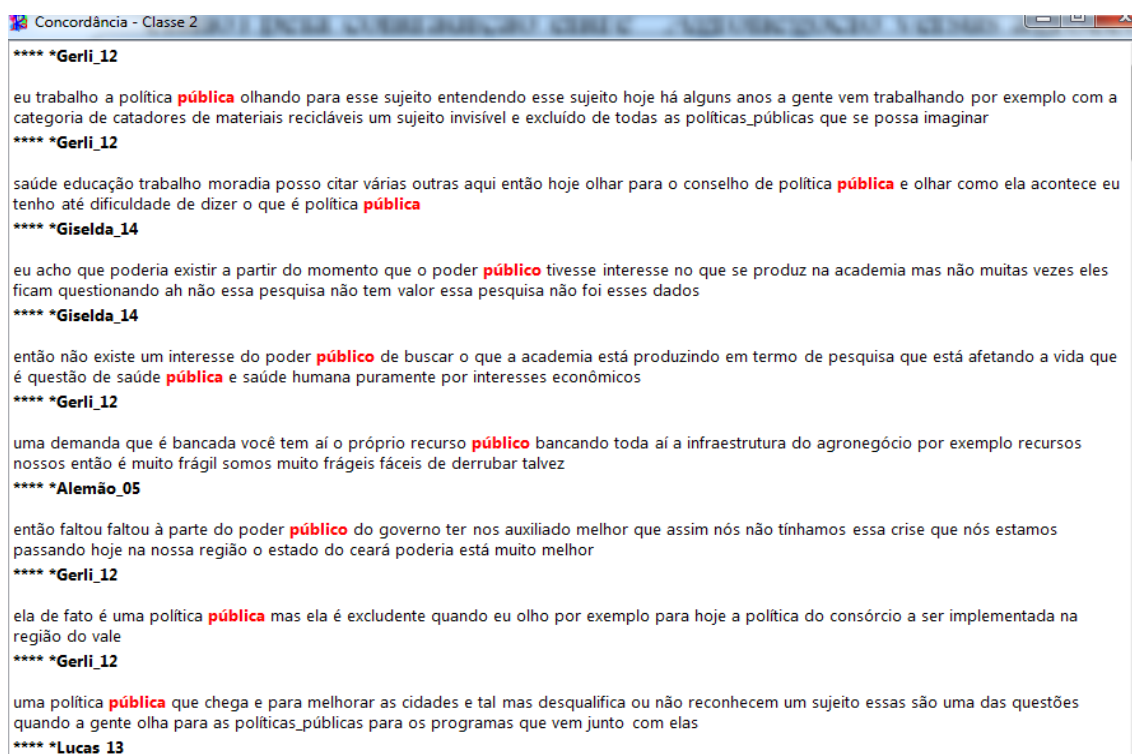 Concordância - Classe 2
**** *Gerli_12
eu trabalho a política pública olhando para esse sujeito entendendo esse sujeito hoje há alguns anos a gente vem trabalhando por exemplo com a
categoria de catadores de materiais recicláveis um sujeito invisível e excluído de todas as políticas_públicas que se possa imaginar
**** *Gerli_12
saúde educação trabalho moradia posso citar várias outras aqui então hoje olhar para o conselho de política pública e olhar como ela acontece eu
tenho até dificuldade de dizer o que é política pública
**** *Giselda_14
eu acho que poderia existir a partir do momento que o poder público tivesse interesse no que se produz na academia mas não muitas vezes eles
ficam questionando ah não essa pesquisa não tem valor essa pesquisa não foi esses dados
**** *Giselda_14
então não existe um interesse do poder público de buscar o que a academia está produzindo em termo de pesquisa que está afetando a vida que
é questão de saúde pública e saúde humana puramente por interesses econômicos
**** *Gerli_12
uma demanda que é bancada você tem aí o próprio recurso público bancando toda aí a infraestrutura do agronegócio por exemplo recursos
nossos então é muito frágil somos muito frágeis fáceis de derrubar talvez
**** *Alemão_05
então faltou faltou à parte do poder público do governo ter nos auxiliado melhor que assim nós não tínhamos essa crise que nós estamos
passando hoje na nossa região o estado do ceará poderia está muito melhor
**** *Gerli_12
ela de fato é uma política pública mas ela é excludente quando eu olho por exemplo para hoje a política do consórcio a ser implementada na
região do vale
**** *Gerli_12
uma política pública que chega e para melhorar as cidades e tal mas desqualifica ou não reconhecem um sujeito essas são uma das questões
quando a gente olha para as políticas_públicas para os programas que vem junto com elas
**** *Lucas_13